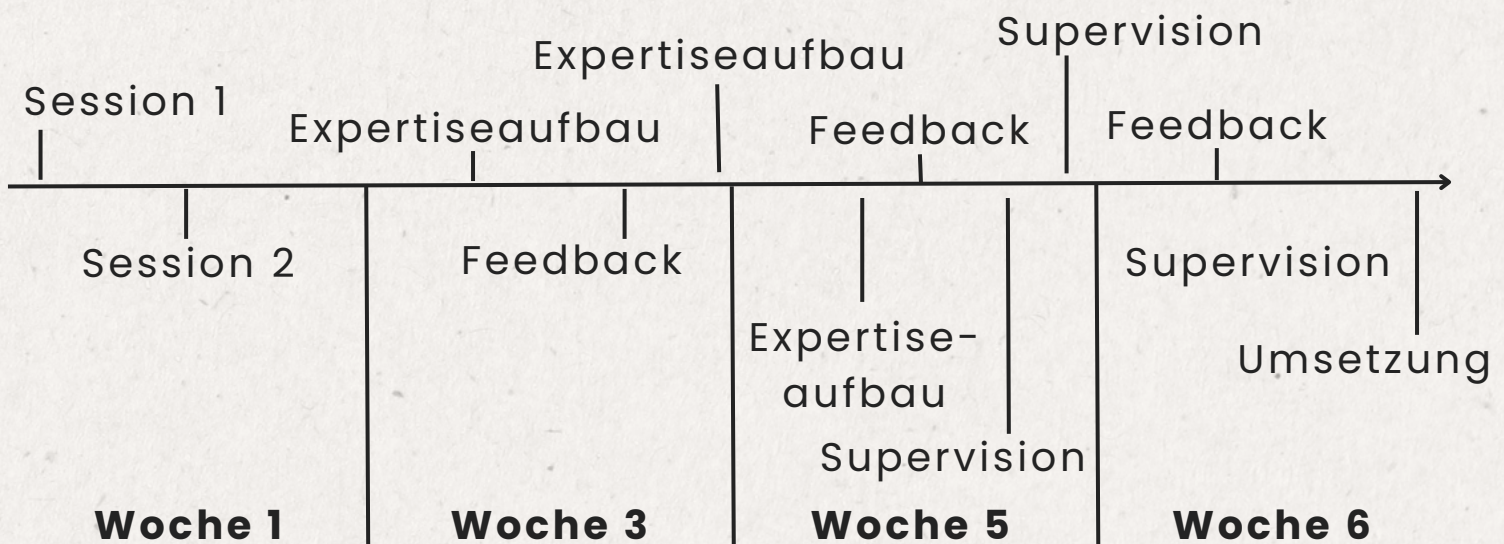 Supervision
Expertiseaufbau
Session 1
Expertiseaufbau
Feedback
Feedback
Session 2
Feedback
Supervision
Expertise-
aufbau
Umsetzung
Supervision
Woche 1
Woche 3
Woche 5
Woche 6